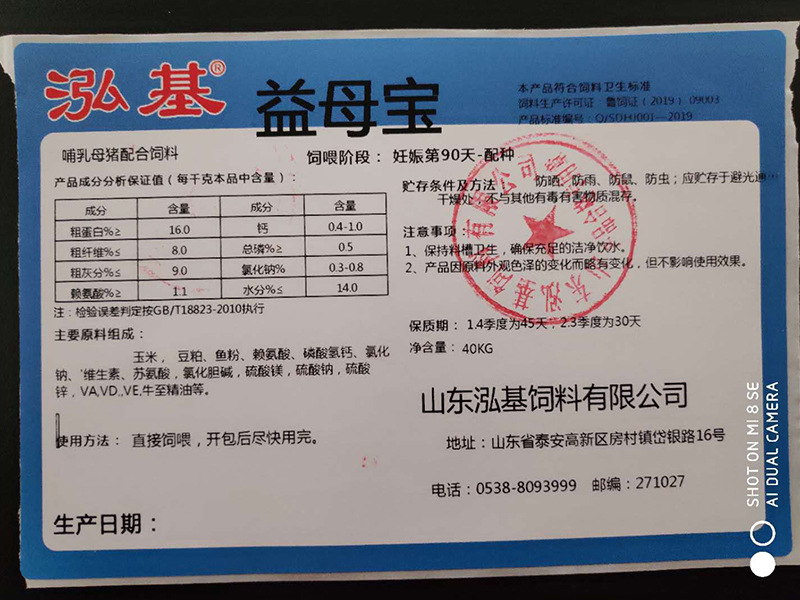 泓基®
益母宝
本产品符合饲料卫生标准
饲料生产许可证 鲁饲证（2019）09003
产品标准编号：Q/SDHJ001—2019
哺乳母猪配合饲料
饲喂阶段：妊娠第90天-配种
产品成分分析保证值（每千克本品中含量）：
成分 含量 成分 含量
粗蛋白%≥ 16.0 钙 0.4-1.0
粗纤维%≤ 8.0 总磷%≥ 0.5
粗灰分%≤ 9.0 氯化钠% 0.3-0.8
赖氨酸%≥ 1.1 水分%≤ 14.0
注：检验误差判定按GB/T18823-2010执行
主要原料组成：
玉米，豆粕、鱼粉、赖氨酸、磷酸氢钙、氯化
钠、维生素、苏氨酸，氯化胆碱，硫酸镁，硫酸钠，硫酸
锌，VA,VD,,VE,牛至精油等。
使用方法： 直接饲喂，开包后尽快用完。
生产日期：
贮存条件及方法 防晒、防雨、防鼠、防虫；应贮存于避光通
干燥处，不与其他有毒有害物质混存。
注意事项：
1、保持料槽卫生，确保充足的洁净饮水。
2、产品因原料外观色泽的变化而略有变化，但不影响使用效果。
保质期： 1.4季度为45天；2.3季度为30天
净含量： 40KG
山东泓基饲料有限公司
地址：山东省泰安高新区房村镇岱银路16号
电话：0538-8093999 邮编：271027
山东泓基饲料有限公司
SHOT ON MI 8 SE
AI DUAL CAMERA